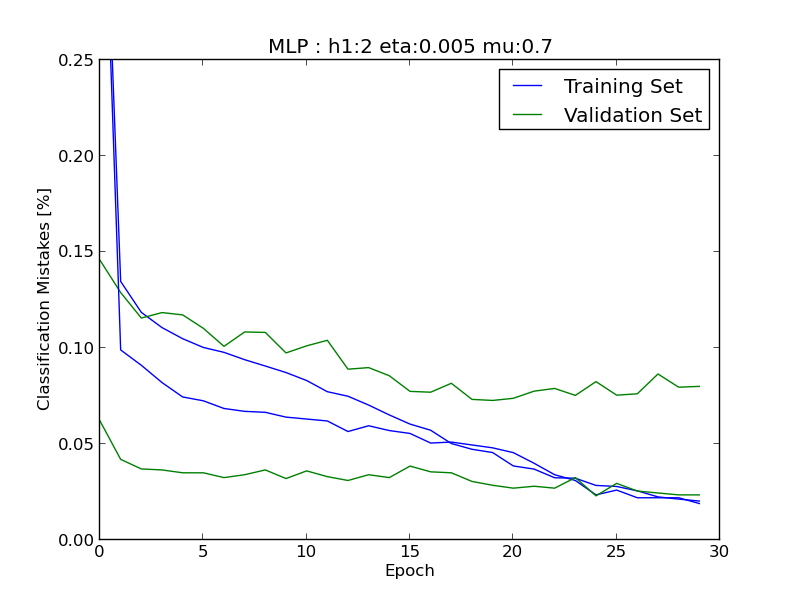 MLP : h1:2 eta:0.005 mu:0.7
Training Set
Validation Set
Classification Mistakes [%]
0.25
0.20
0.15
0.10
0.05
0.00
0 5 10 15 20 25 30
Epoch